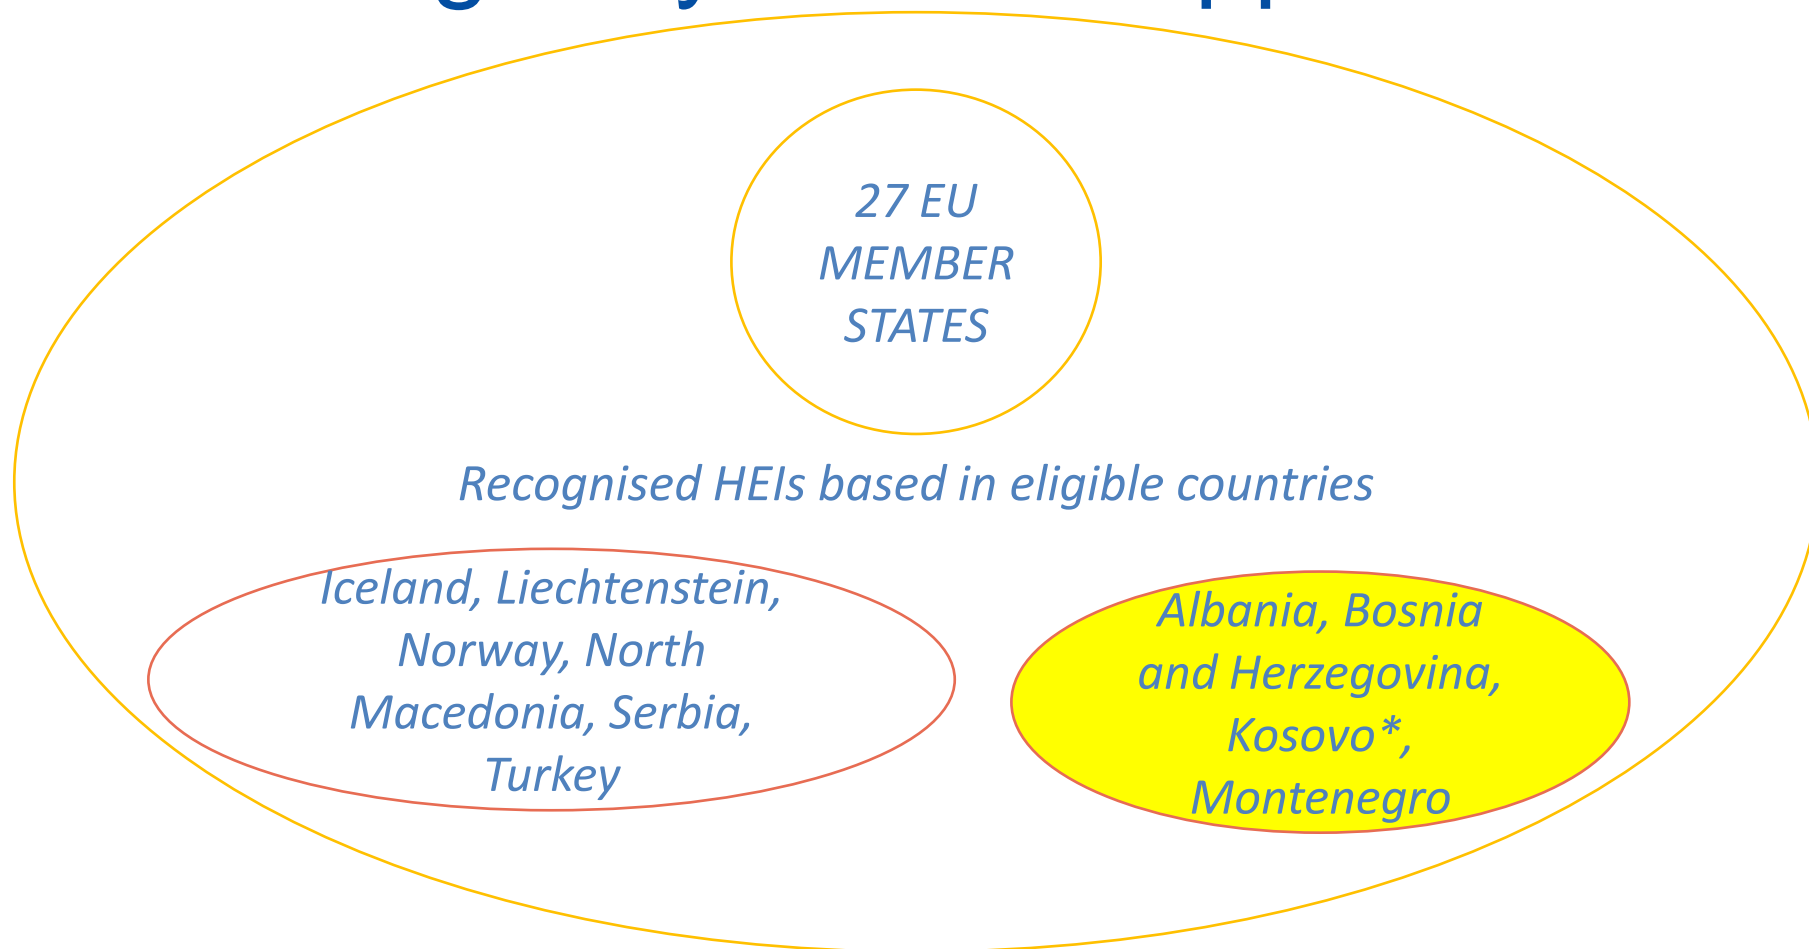 27 EU
MEMBER
STATES
Recognised HEIs based in eligible countries
Iceland, Liechtenstein,
Norway, North
Macedonia, Serbia,
Turkey
Albania, Bosnia
and Herzegovina,
Kosovo*,
Montenegro